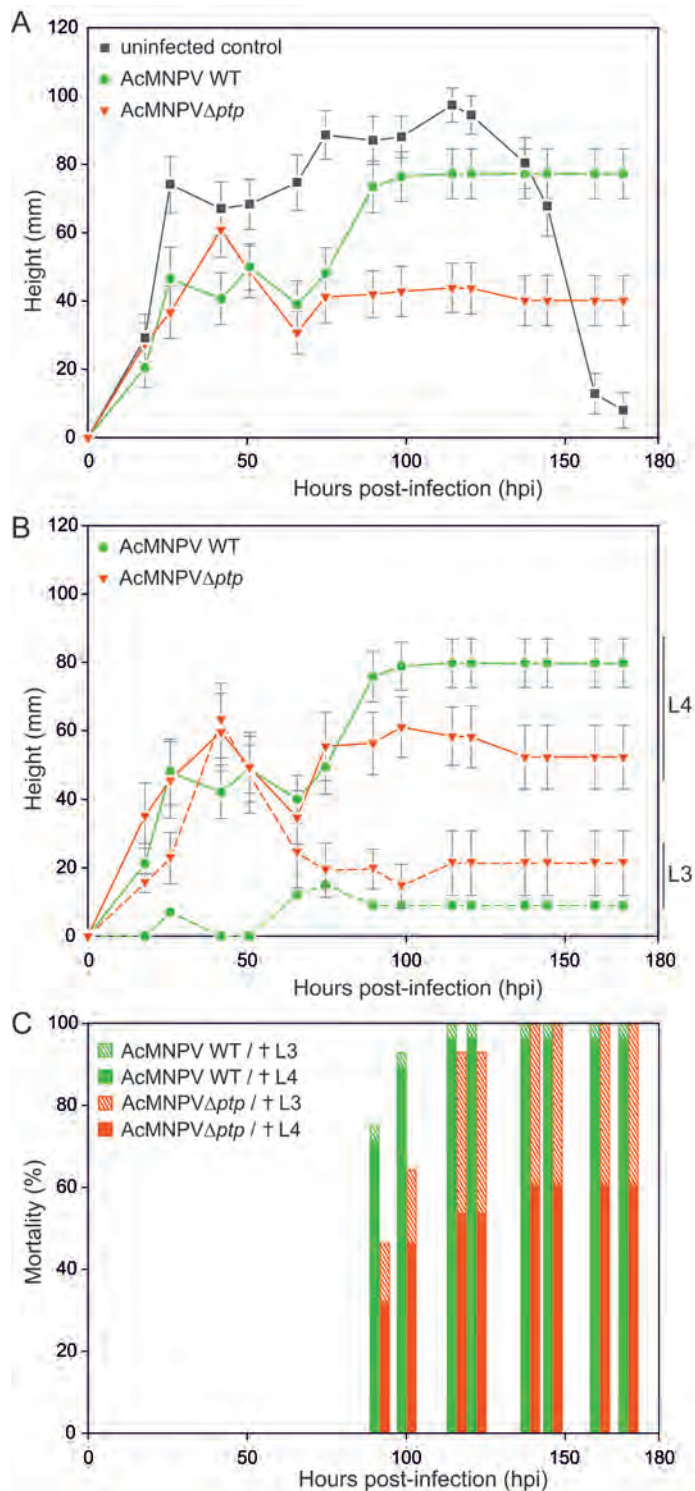 A
120
100
80
60
40
20
0
Height (mm)
uninfected control
AcMNPV WT
AcMNPVΔptp
0 50 100 150 180
Hours post-infection (hpi)
B
120
100
80
60
40
20
0
Height (mm)
AcMNPV WT
AcMNPVΔptp
L4
L3
0 50 100 150 180
Hours post-infection (hpi)
C
100
80
60
40
20
0
Mortality (%)
AcMNPV WT / † L3
AcMNPV WT / † L4
AcMNPVΔptp / † L3
AcMNPVΔptp / † L4
0 50 100 150 180
Hours post-infection (hpi)